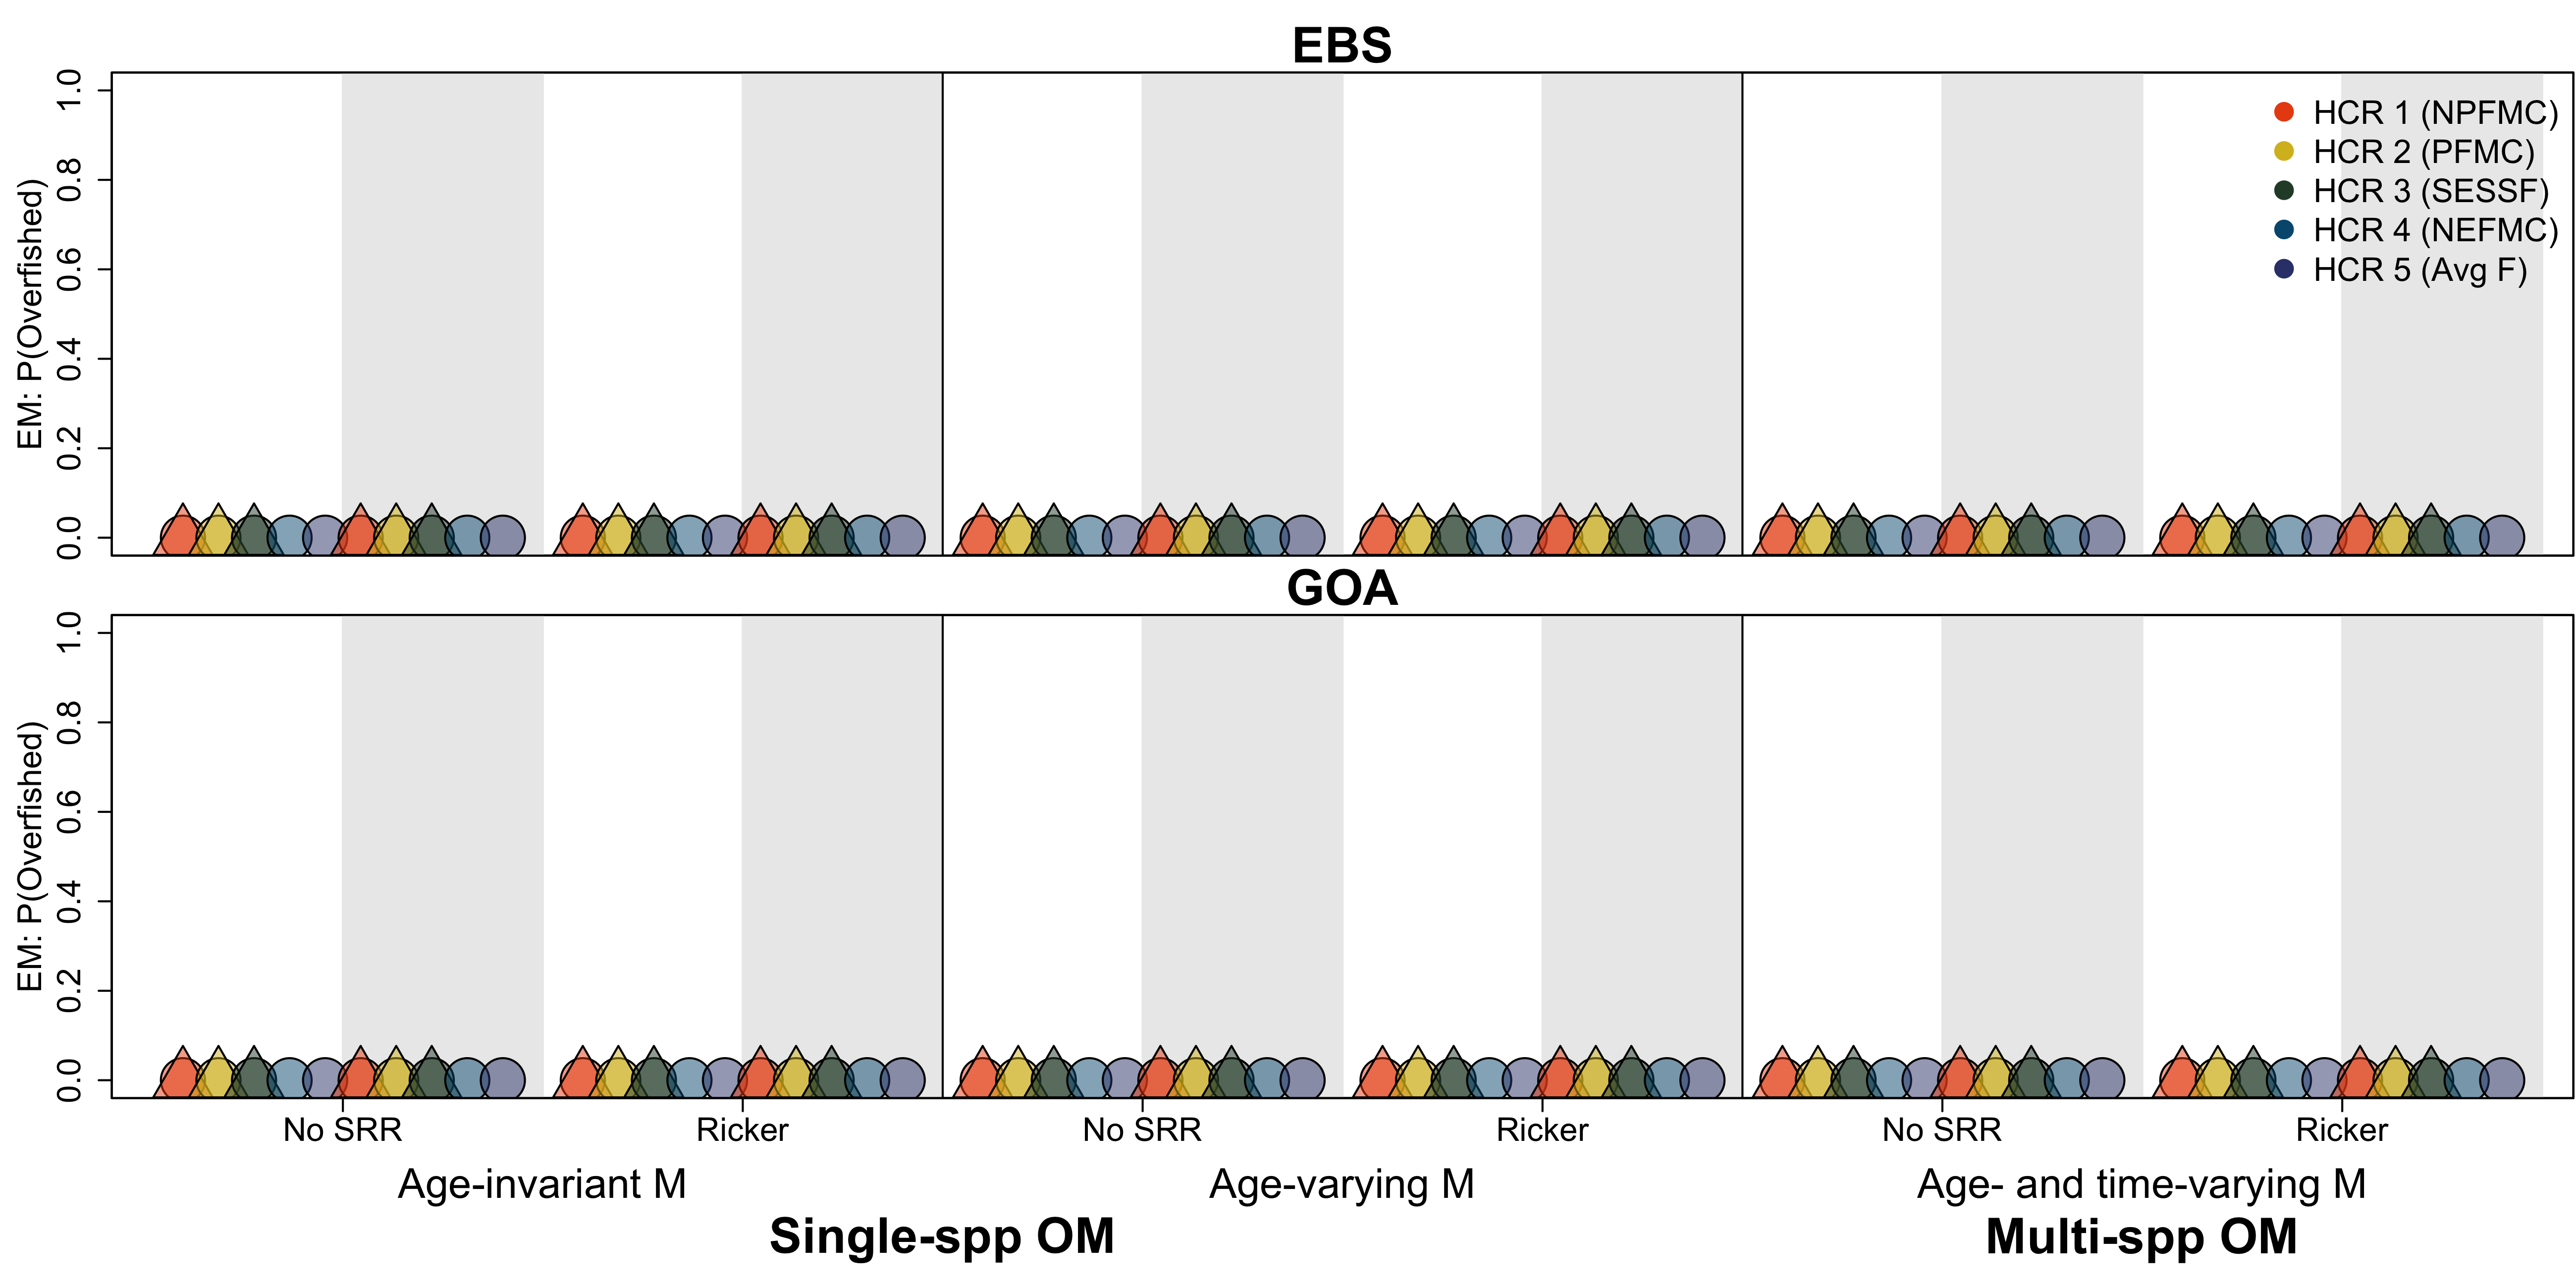 EBS
EM: P(Overfished)
1.0
0.8
0.6
0.4
0.2
0.0
HCR 1 (NPFMC)
HCR 2 (PFMC)
HCR 3 (SESSF)
HCR 4 (NEFMC)
HCR 5 (Avg F)
GOA
EM: P(Overfished)
1.0
0.8
0.6
0.4
0.2
0.0
No SRR Ricker No SRR Ricker No SRR Ricker
Age-invariant M Age-varying M Age- and time-varying M
Single-spp OM Multi-spp OM